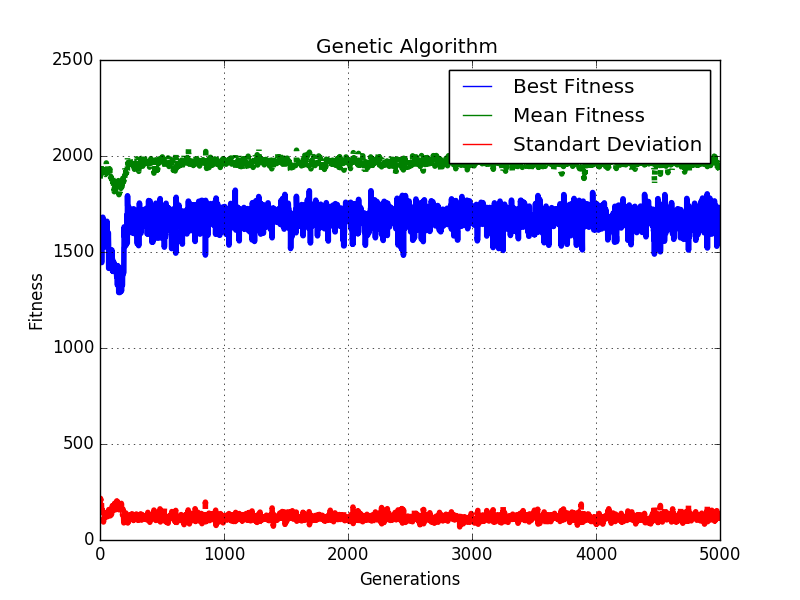 Genetic Algorithm
2500
2000
1500
1000
500
0
Fitness
Best Fitness
Mean Fitness
Standart Deviation
0 1000 2000 3000 4000 5000
Generations